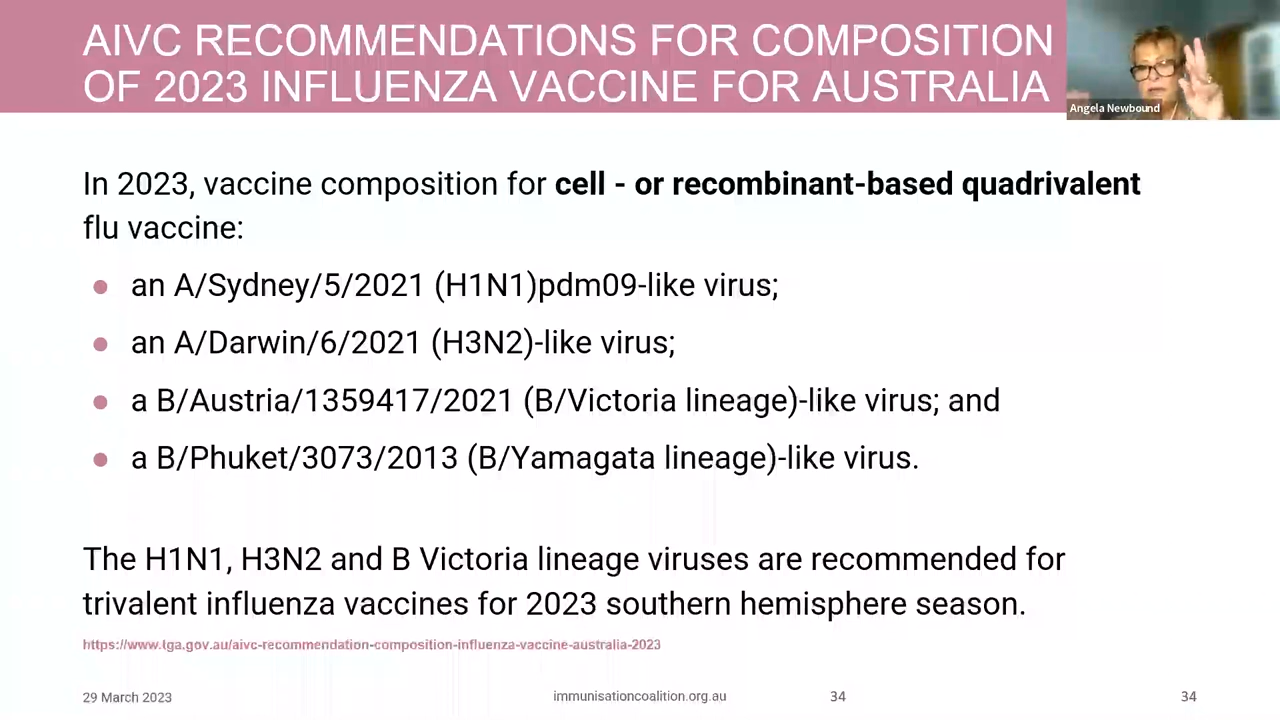 AIVC RECOMMENDATIONS FOR COMPOSITION
OF 2023 INFLUENZA VACCINE FOR AUSTRALIA
Angela Newbound
In 2023, vaccine composition for cell - or recombinant-based quadrivalent
flu vaccine:
● an A/Sydney/5/2021 (H1N1)pdm09-like virus;
● an A/Darwin/6/2021 (H3N2)-like virus;
● a B/Austria/1359417/2021 (B/Victoria lineage)-like virus; and
● a B/Phuket/3073/2013 (B/Yamagata lineage)-like virus.
The H1N1, H3N2 and B Victoria lineage viruses are recommended for
trivalent influenza vaccines for 2023 southern hemisphere season.
https://www.tga.gov.au/aivc-recommendation-composition-influenza-vaccine-australia-2023
29 March 2023
immunisationcoalition.org.au
34
34